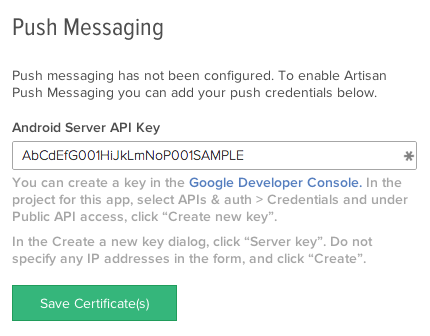 Push Messaging
Push messaging has not been configured. To enable Artisan
Push Messaging you can add your push credentials below.
Android Server API Key
AbCdEfG001HiJkLmNoP001SAMPLE
You can create a key in the Google Developer Console. In the
project for this app, select APIs & auth > Credentials and under
Public API access, click “Create new key”.
In the Create a new key dialog, click “Server key”. Do not
specify any IP addresses in the form, and click “Create”.
Save Certificate(s)